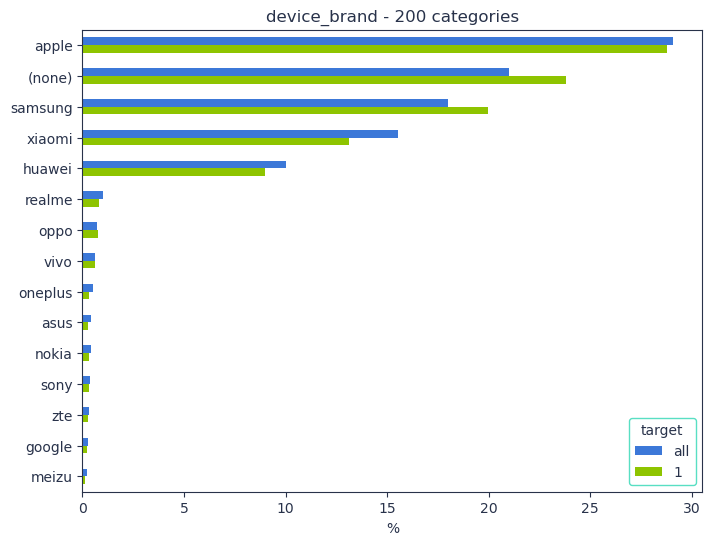 device_brand - 200 categories
apple
(none)
samsung
xiaomi
huawei
realme
oppo
vivo
oneplus
asus
nokia
sony
zte
google
meizu
target
all
1
0 5 10 15 20 25 30
%